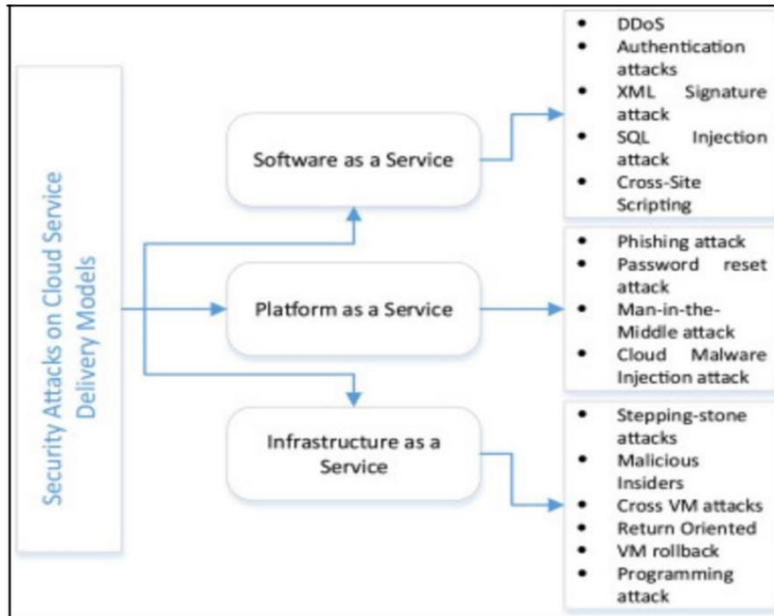 Security Attacks on Cloud Service
Delivery Models
Software as a Service
Platform as a Service
Infrastructure as a
Service
• DDoS
• Authentication
attacks
• XML Signature
attack
• SQL Injection
attack
• Cross-Site
Scripting
• Phishing attack
• Password reset
attack
• Man-in-the-
Middle attack
• Cloud Malware
Injection attack
• Stepping-stone
attacks
• Malicious
Insiders
• Cross VM attacks
• Return Oriented
• VM rollback
• Programming
attack